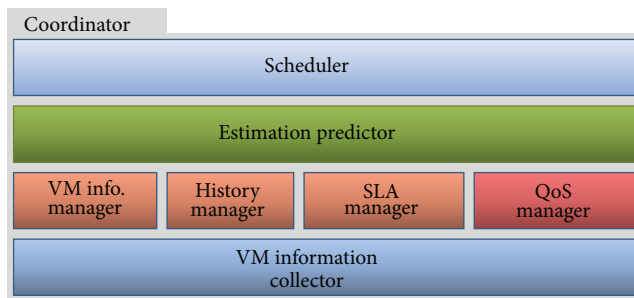 Coordinator
Scheduler
Estimation predictor
VM info.
manager
History
manager
SLA
manager
QoS
manager
VM information
collector